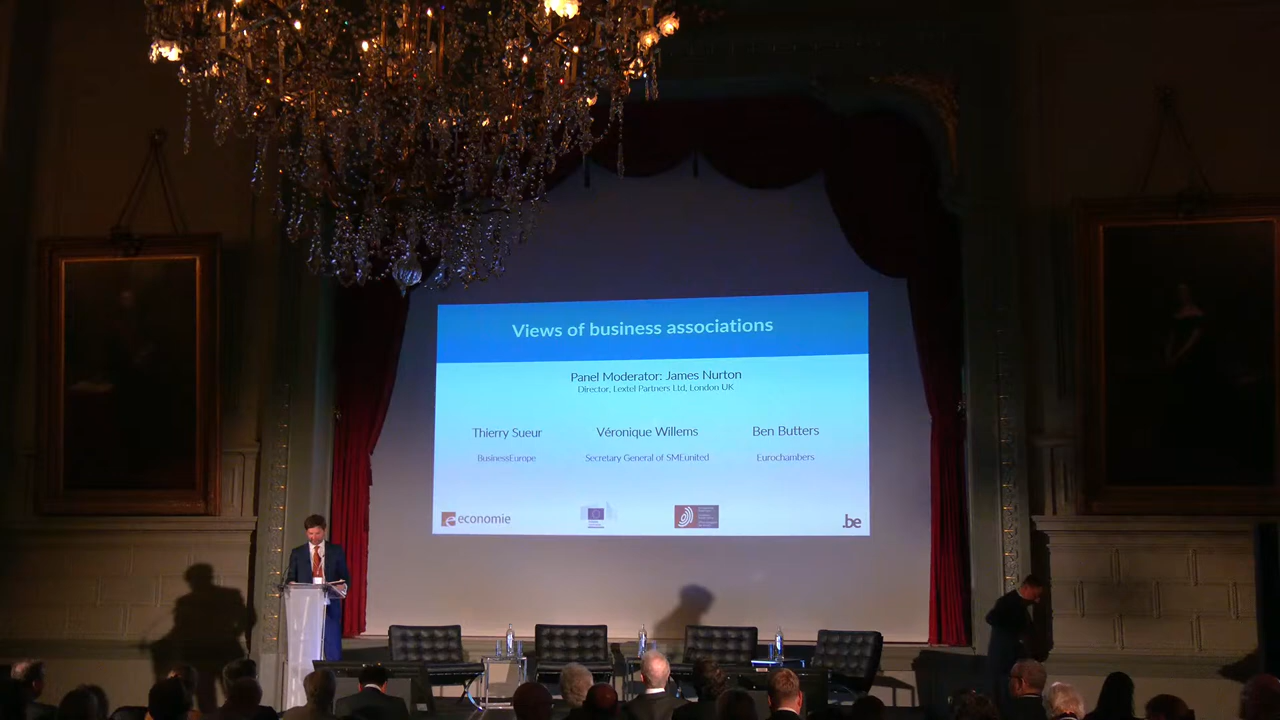 Views of business associations
Panel Moderator: James Nurton
Director, Lextel Partners Ltd, London UK
Thierry Sueur
Véronique Willems
Ben Butters
BusinessEurope
Secretary General of SMEunited
Eurochambers
economie
.be